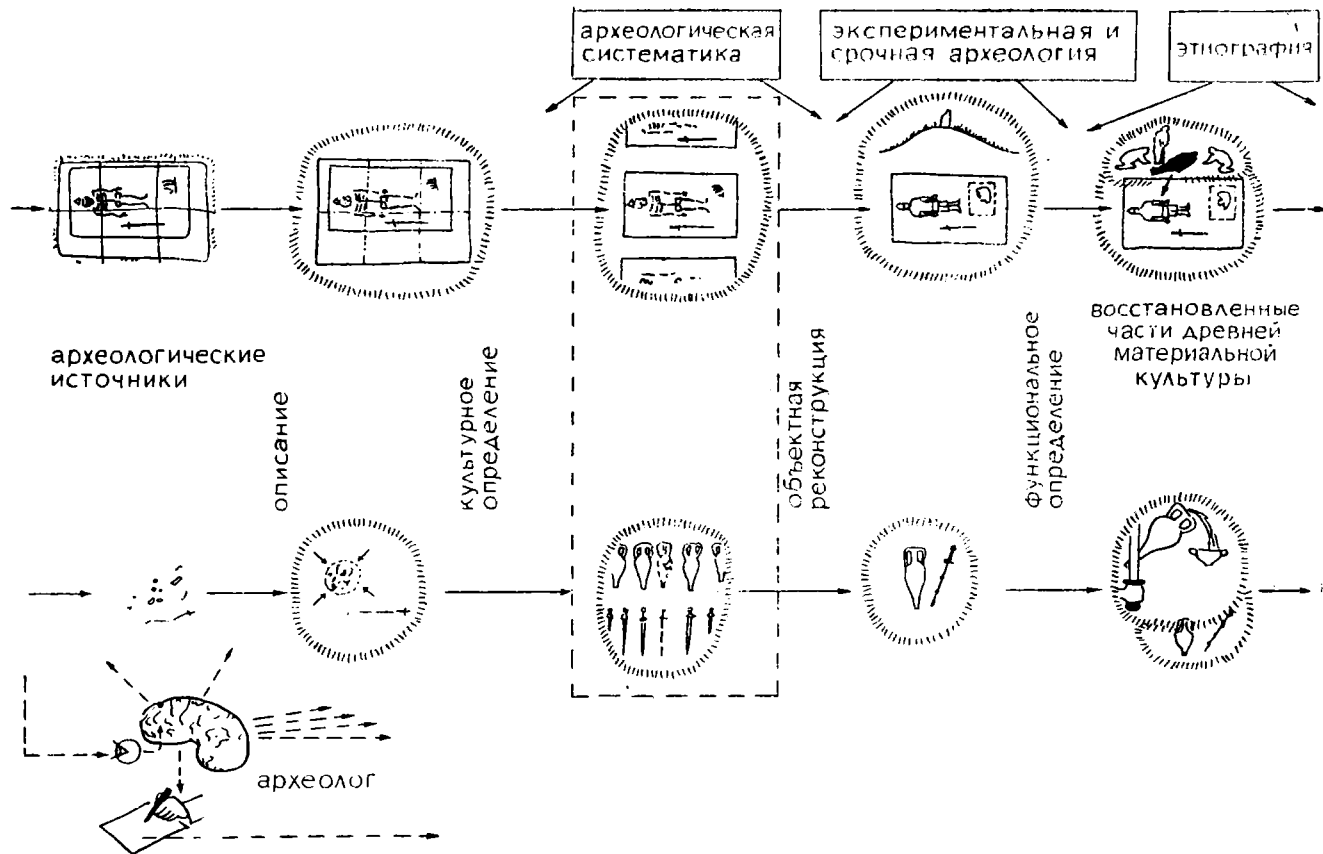 археологическая
систематика
экспериментальная и
срочная археология
этнография
археологические
источники
описание
культурное
определение
объектная
реконструкция
функциональное
определение
восстановленные
части древней
материальной
культуры
археолог